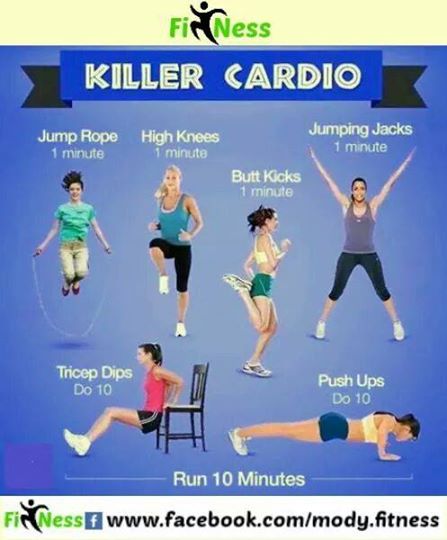 FitNess
KILLER CARDIO
Jump Rope
1 minute
High Knees
1 minute
Butt Kicks
1 minute
Jumping Jacks
1 minute
Tricep Dips
Do 10
Push Ups
Do 10
Run 10 Minutes
FitNess f www.facebook.com/mody.fitness